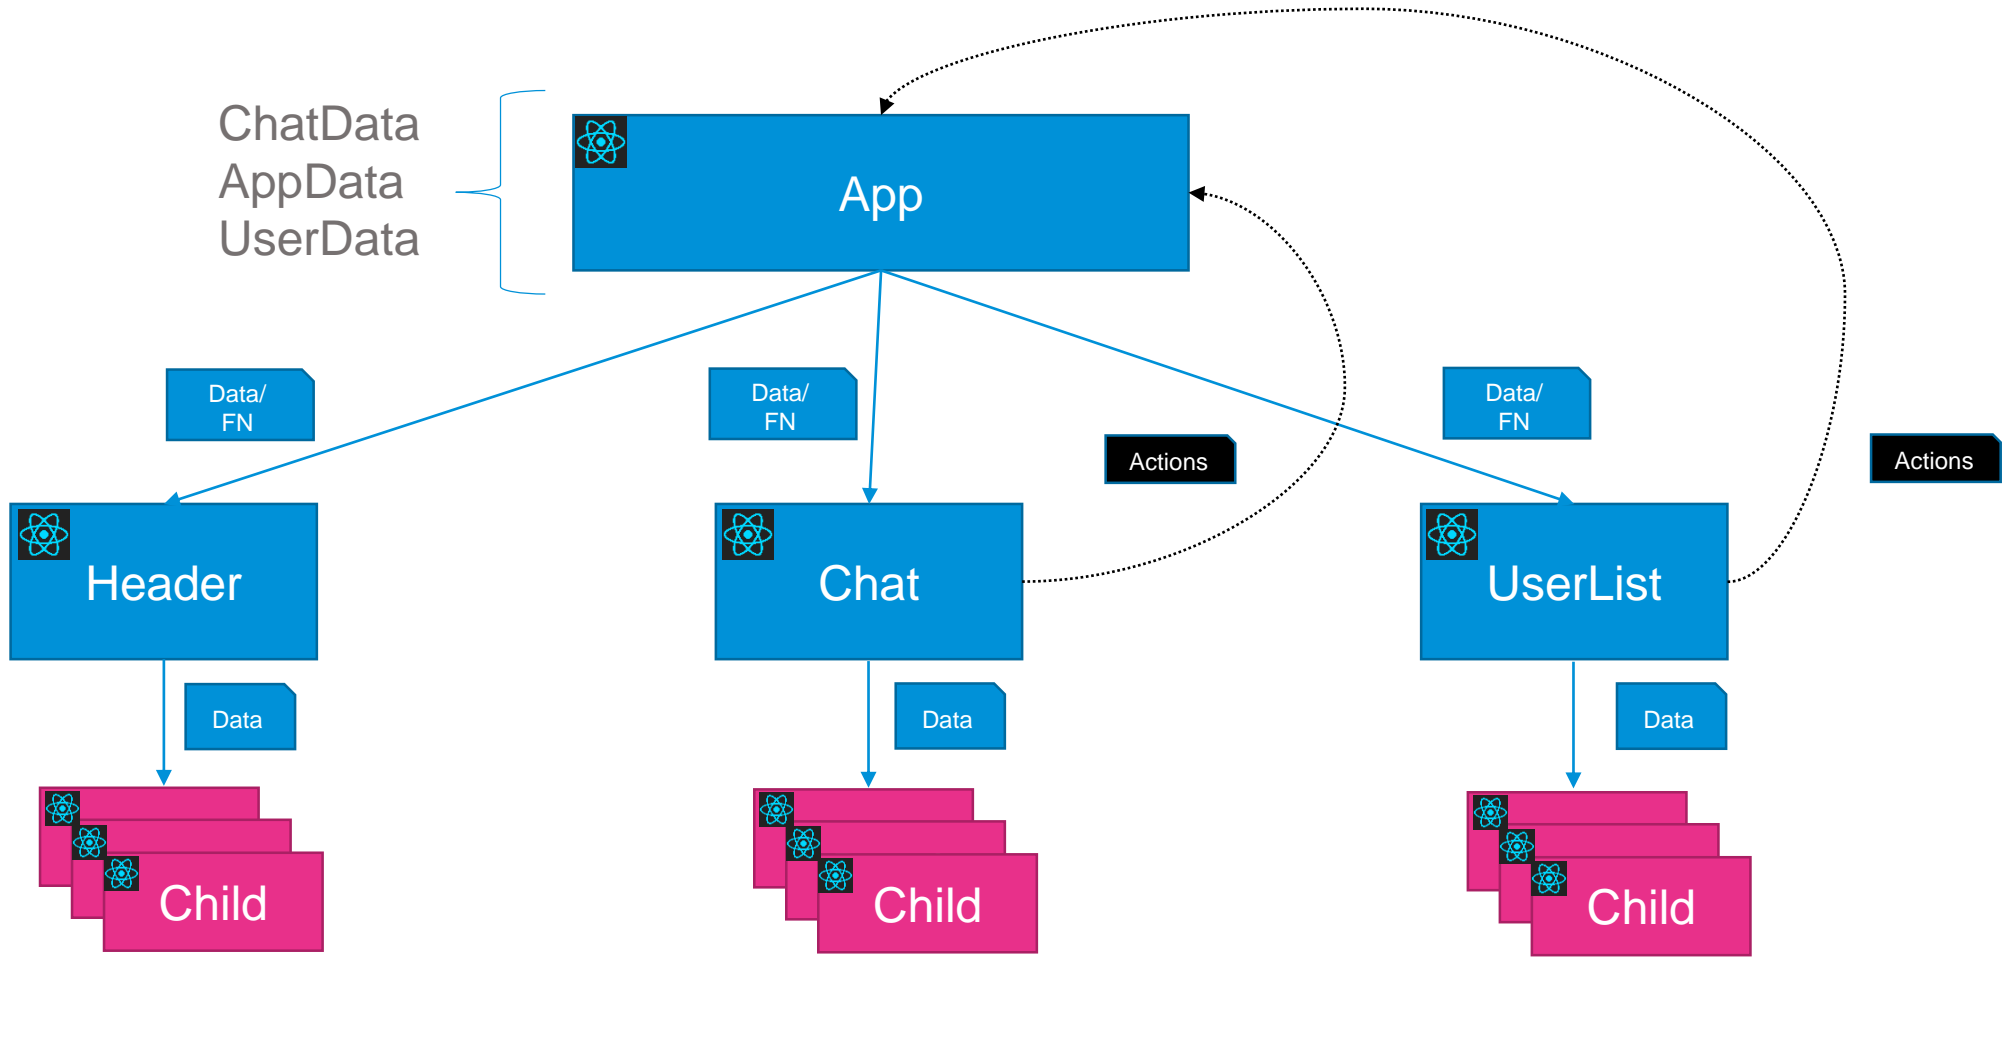 ChatData
AppData
UserData
App
Data/
FN
Data/
FN
Data/
FN
Actions
Actions
Header
Chat
UserList
Data
Data
Data
Child
Child
Child